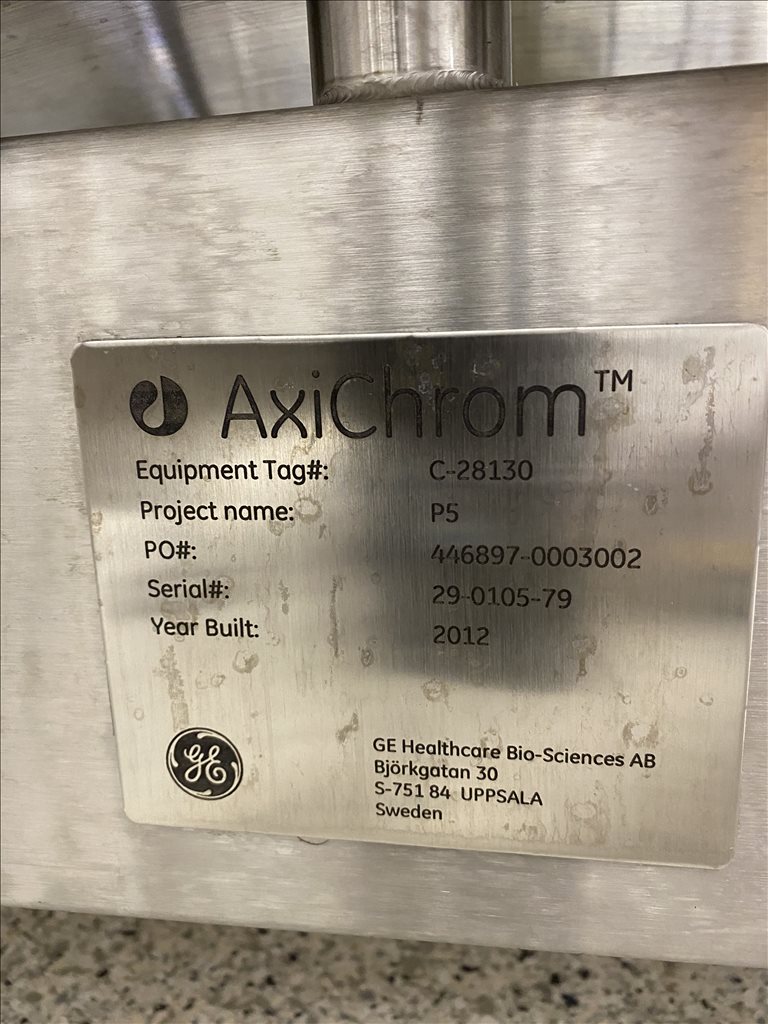 AxiChrom™
Equipment Tag#: C-28130
Project name: P5
PO#: 446897-0003002
Serial#: 29-0105-79
Year Built: 2012
GE
GE Healthcare Bio-Sciences AB
Björkgatan 30
S-751 84 UPPSALA
Sweden